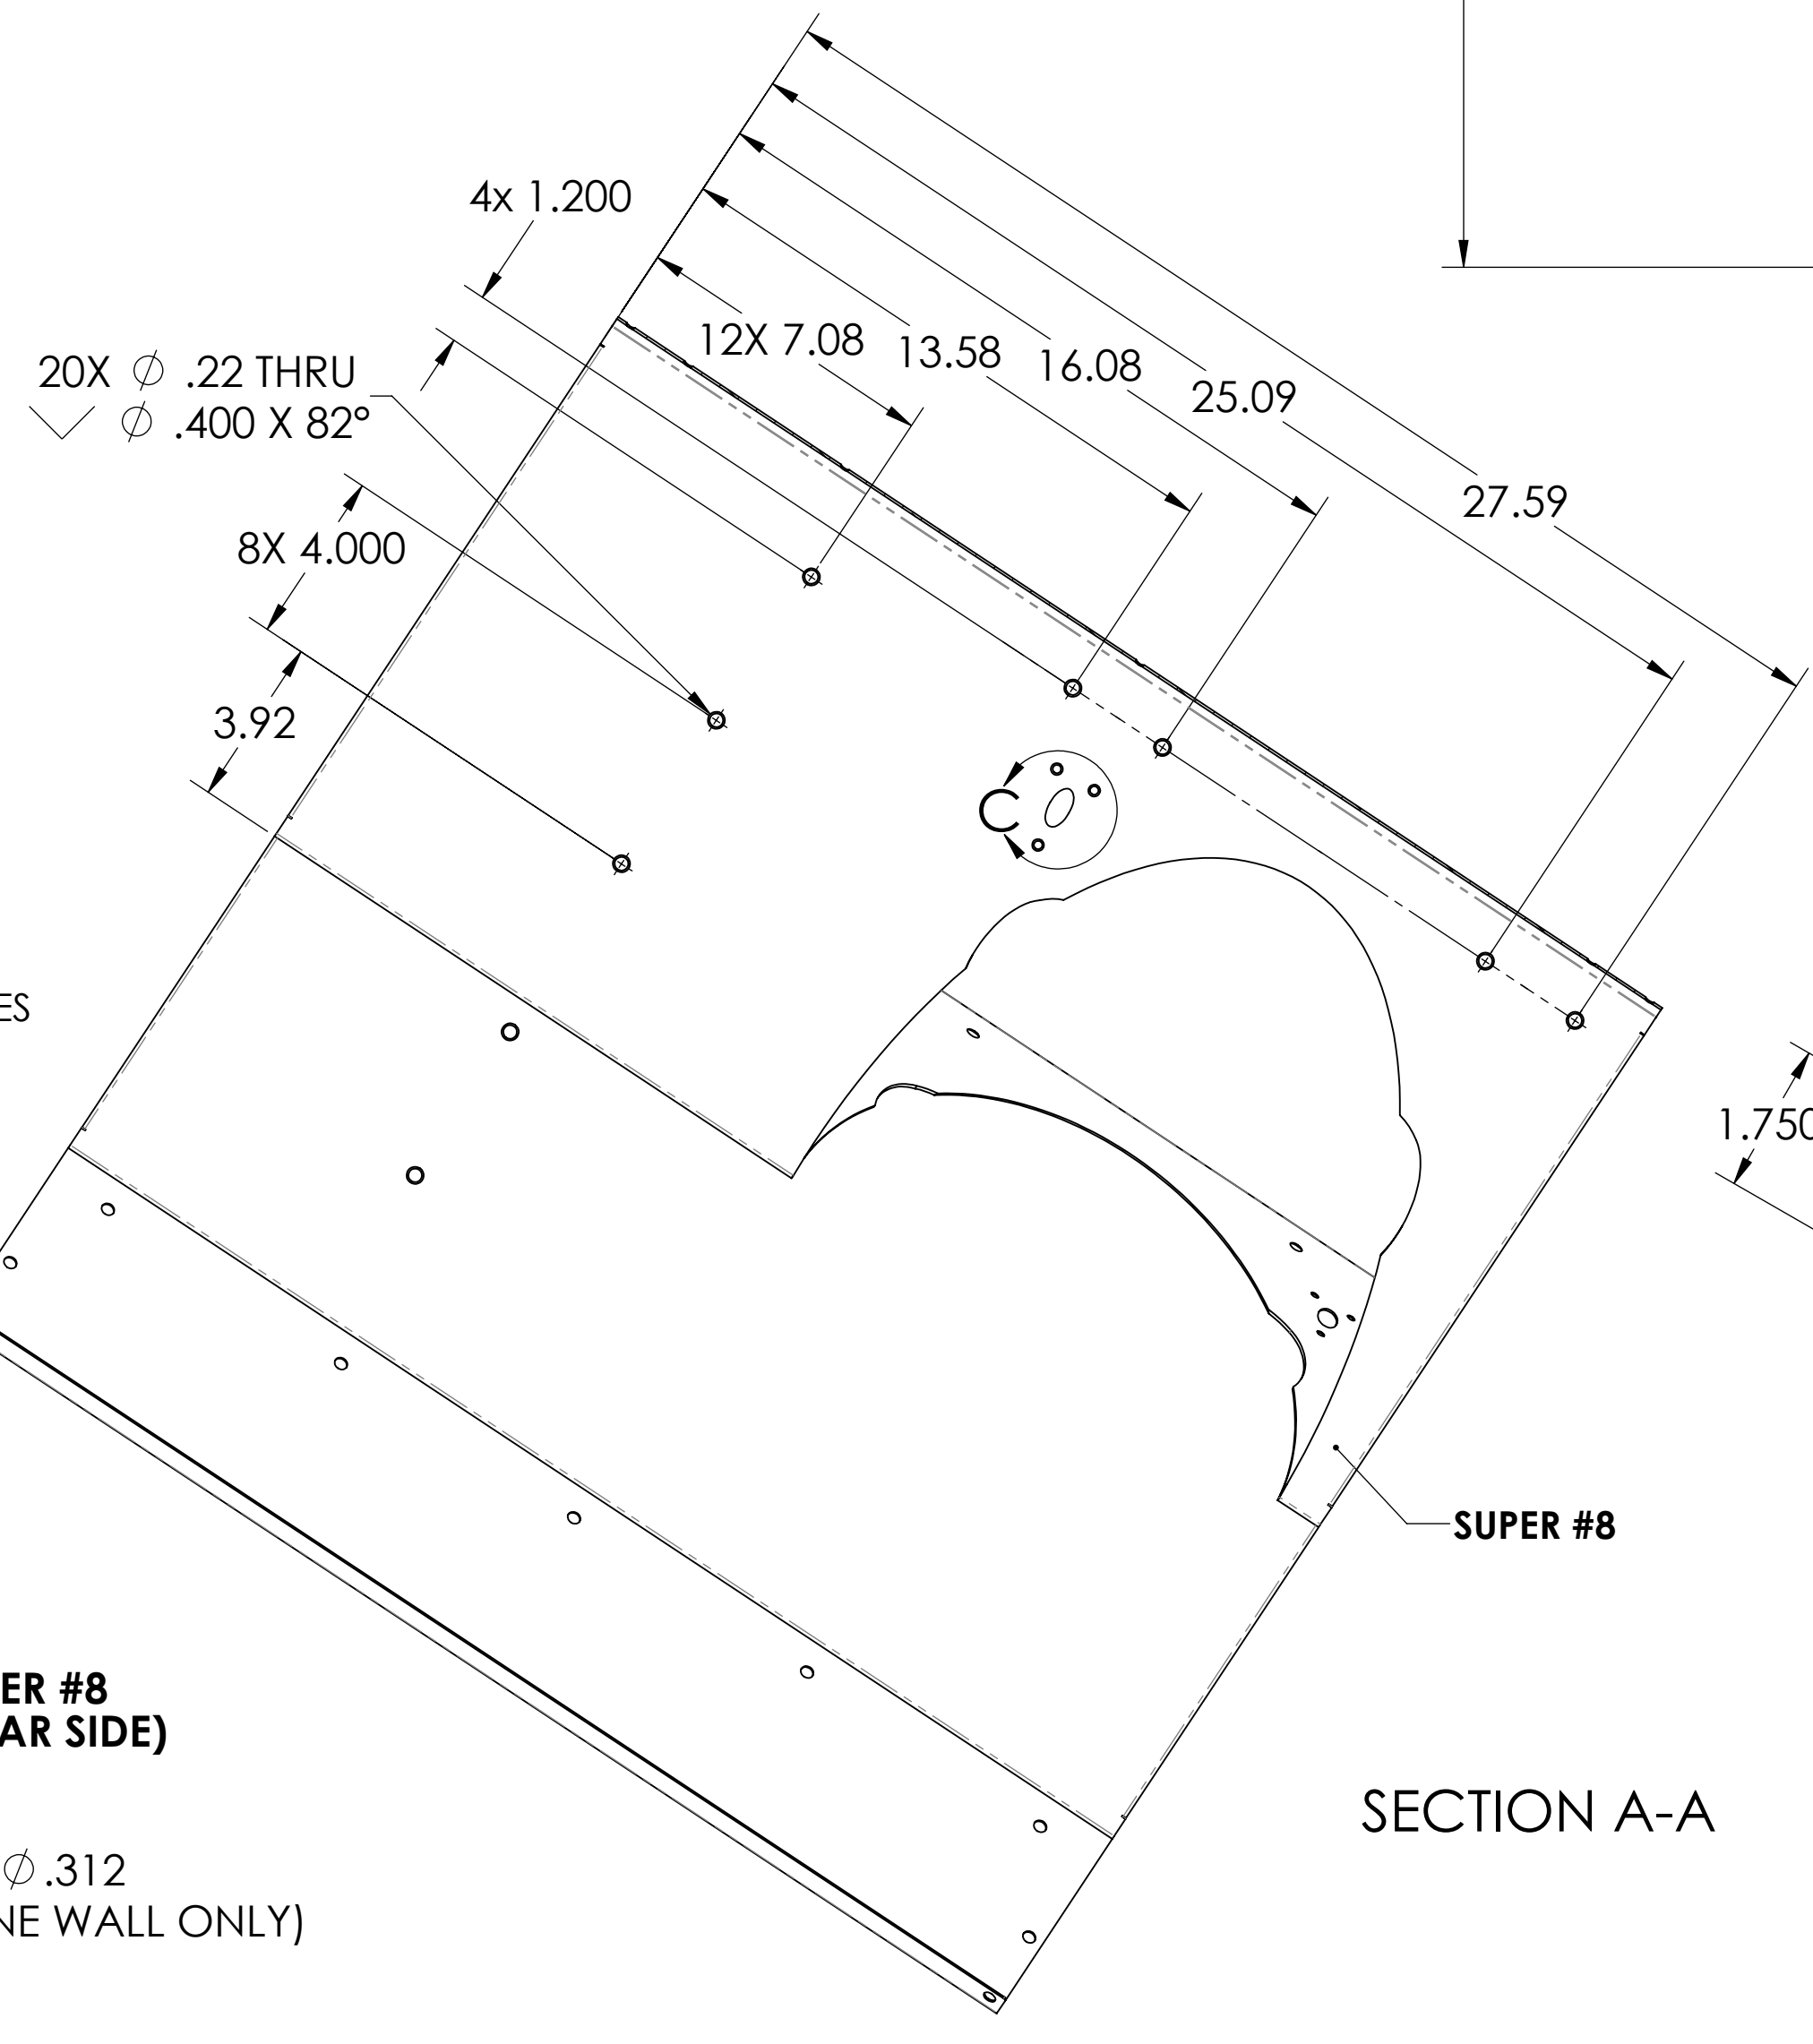 4x 1.200
12X 7.08
13.58
16.08
25.09
27.59
20X ∅ .22 THRU
∅ .400 X 82°
8X 4.000
3.92
C
ES
1.750
SUPER #8
ER #8
AR SIDE)
SECTION A-A
∅ .312
NE WALL ONLY)